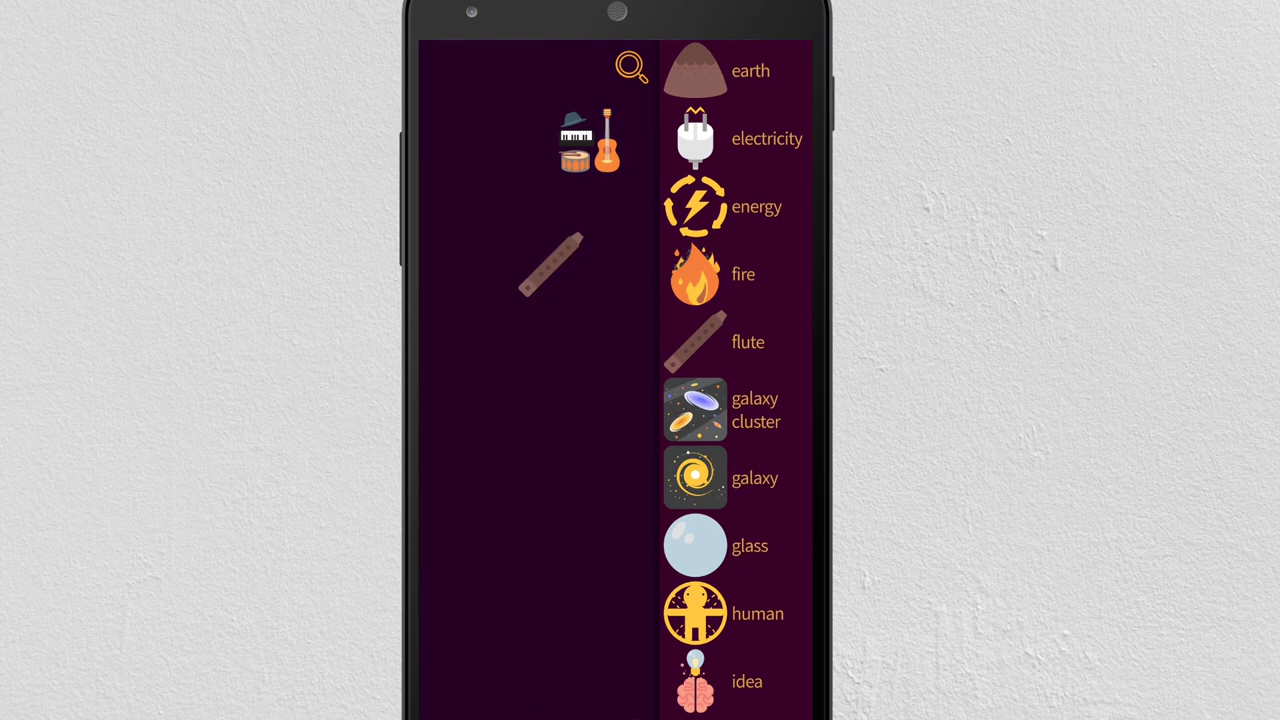 earth
electricity
energy
fire
flute
galaxy
cluster
galaxy
glass
human
idea